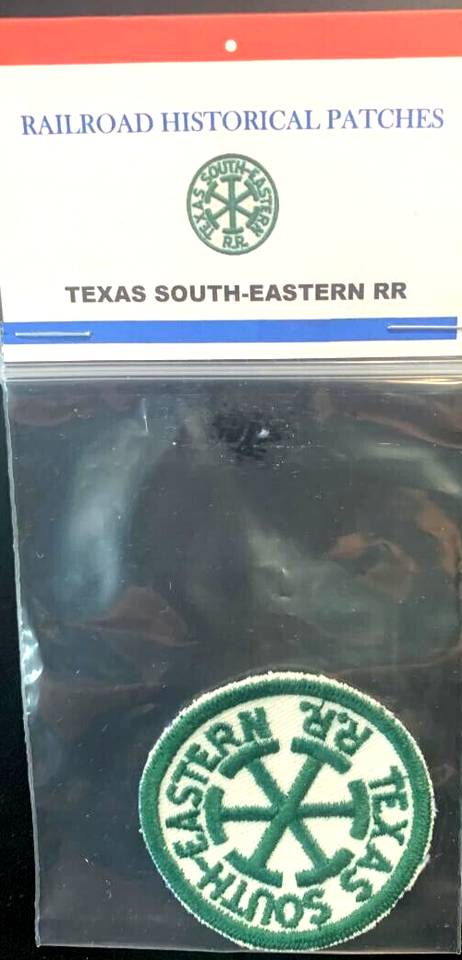 RAILROAD HISTORICAL PATCHES
TEXAS SOUTH-EASTERN
R.R.
TEXAS SOUTH-EASTERN RR
TEXAS SOUTH-EASTERN
R.R.